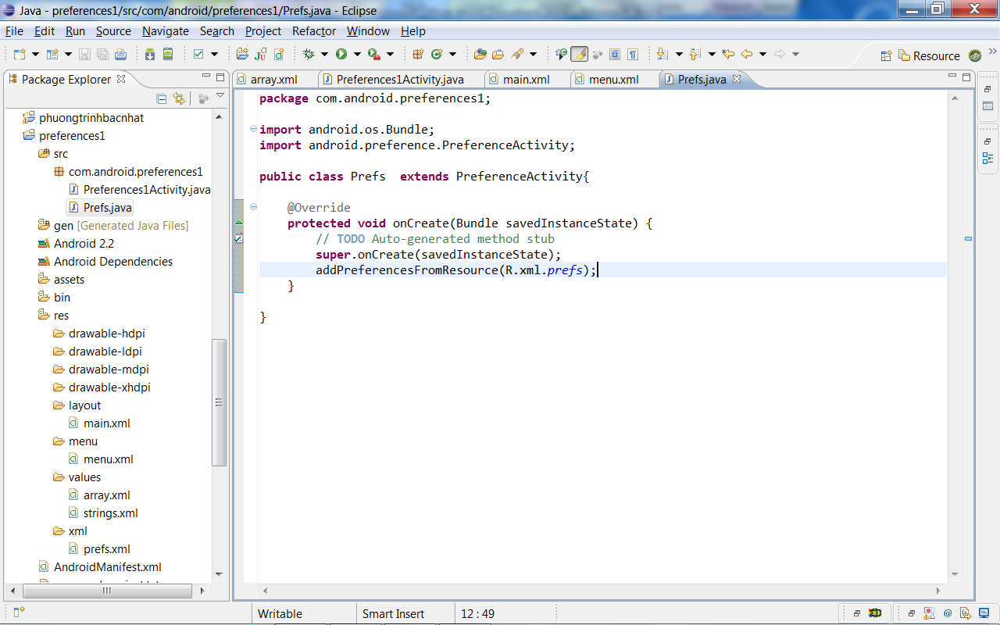 Java - preferences1/src/com/android/preferences1/Prefs.java - Eclipse
File Edit Run Source Navigate Search Project Refactor Window Help
Resource
Package Explorer
array.xml Preferences1Activity.java main.xml menu.xml Prefs.java
phuongtrinhbacnhat
preferences1
src
com.android.preferences1
Preferences1Activity.java
Prefs.java
gen [Generated Java Files]
Android 2.2
Android Dependencies
assets
bin
res
drawable-hdpi
drawable-ldpi
drawable-mdpi
drawable-xhdpi
layout
main.xml
menu
menu.xml
values
array.xml
strings.xml
xml
prefs.xml
AndroidManifest.xml
package com.android.preferences1;
import android.os.Bundle;
import android.preference.PreferenceActivity;
public class Prefs  extends PreferenceActivity{
@Override
protected void onCreate(Bundle savedInstanceState) {
// TODO Auto-generated method stub
super.onCreate(savedInstanceState);
addPreferencesFromResource(R.xml.prefs);
}
}
Writable Smart Insert 12 : 49